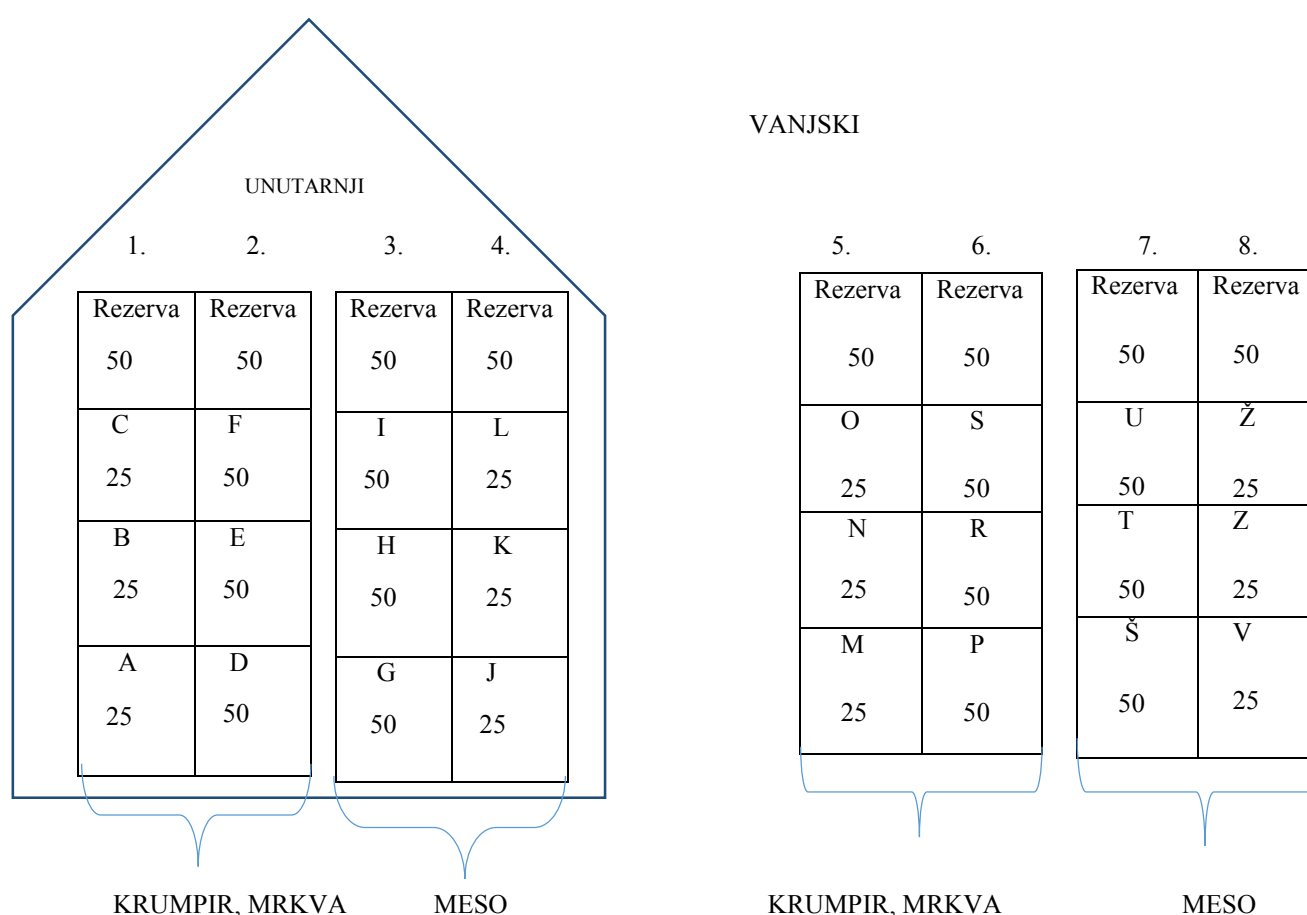 VANJSKI
UNUTARNJI
1. 2. 3. 4.
Rezerva Rezerva Rezerva Rezerva
50 50 50 50
C F I L
25 50 50 25
B E H K
25 50 50 25
A D G J
25 50 50 25
KRUMPIR, MRKVA MESO
5. 6. 7. 8.
Rezerva Rezerva Rezerva Rezerva
50 50 50 50
O S U Ž
25 50 50 25
N R T Z
25 50 50 25
M P Š V
25 50 50 25
KRUMPIR, MRKVA MESO